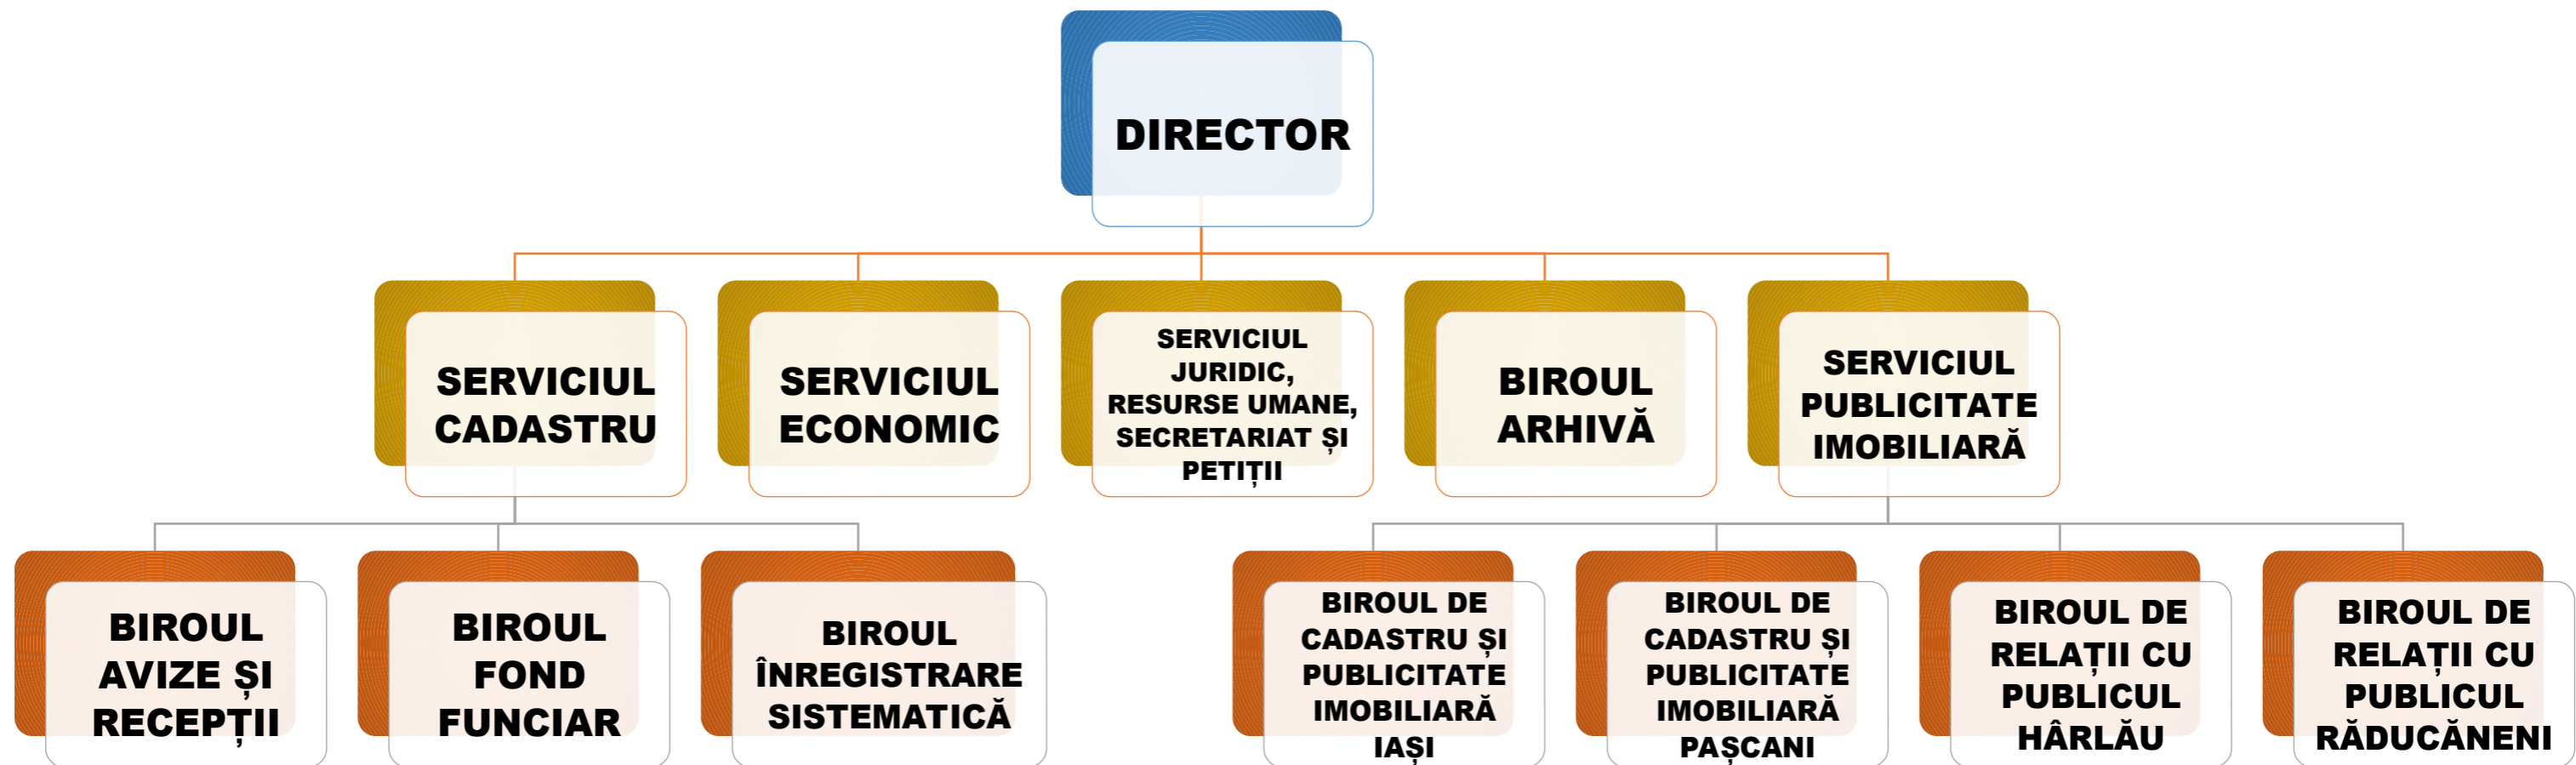 DIRECTOR
SERVICIUL
CADASTRU
SERVICIUL
ECONOMIC
SERVICIUL
JURIDIC,
RESURSE UMANE,
SECRETARIAT ȘI
PETIȚII
BIROUL
ARHIVĂ
SERVICIUL
PUBLICITATE
IMOBILIARĂ
BIROUL
AVIZE ȘI
RECEPȚII
BIROUL
FOND
FUNCIAR
BIROUL
ÎNREGISTRARE
SISTEMATICĂ
BIROUL DE
CADASTRU ȘI
PUBLICITATE
IMOBILIARĂ
IAȘI
BIROUL DE
CADASTRU ȘI
PUBLICITATE
IMOBILIARĂ
PAȘCANI
BIROUL DE
RELAȚII CU
PUBLICUL
HÂRLĂU
BIROUL DE
RELAȚII CU
PUBLICUL
RĂDUCĂNENI